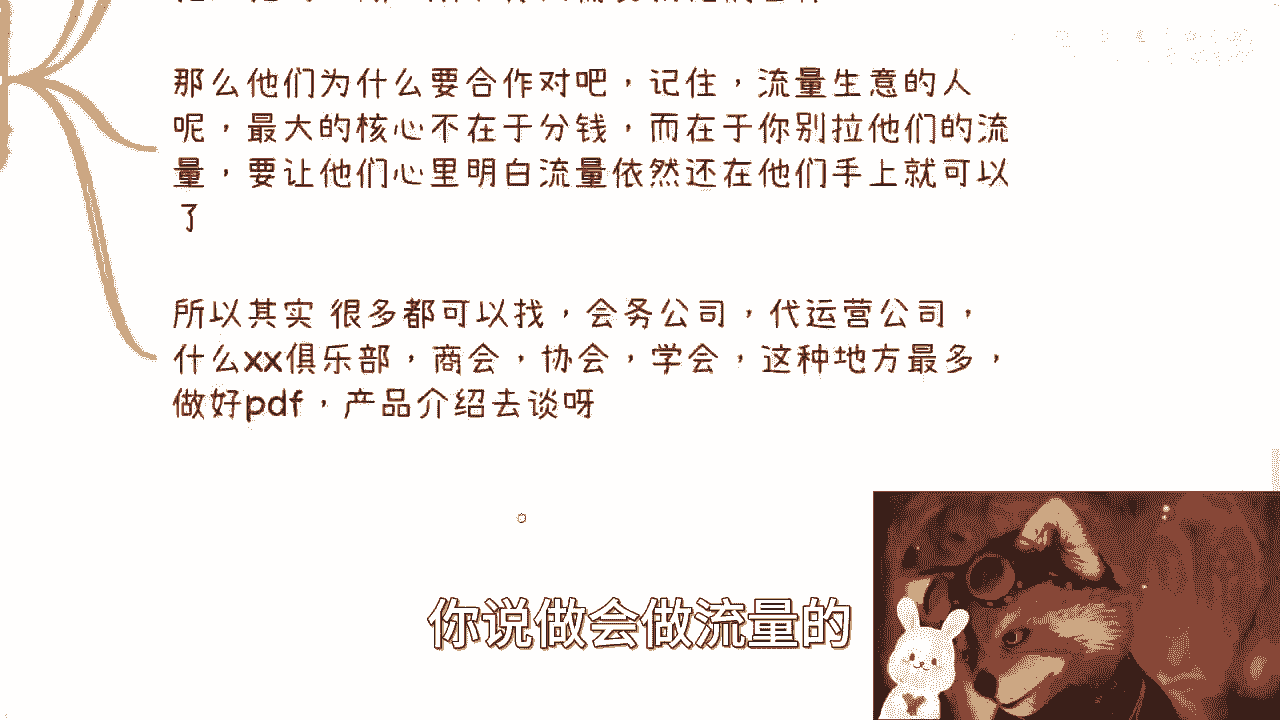 那么他们为什么要合作对吧，记住，流量生意的人
呢，最大的核心不在于分钱，而在于你别拉他们的流
量，要让他们心里明白流量依然还在他们手上就可以
了
所以其实 很多都可以找，会务公司，代运营公司，
什么xx俱乐部，商会，协会，学会，这种地方最多，
做好pdf，产品介绍去谈呀
你说做会做流量的